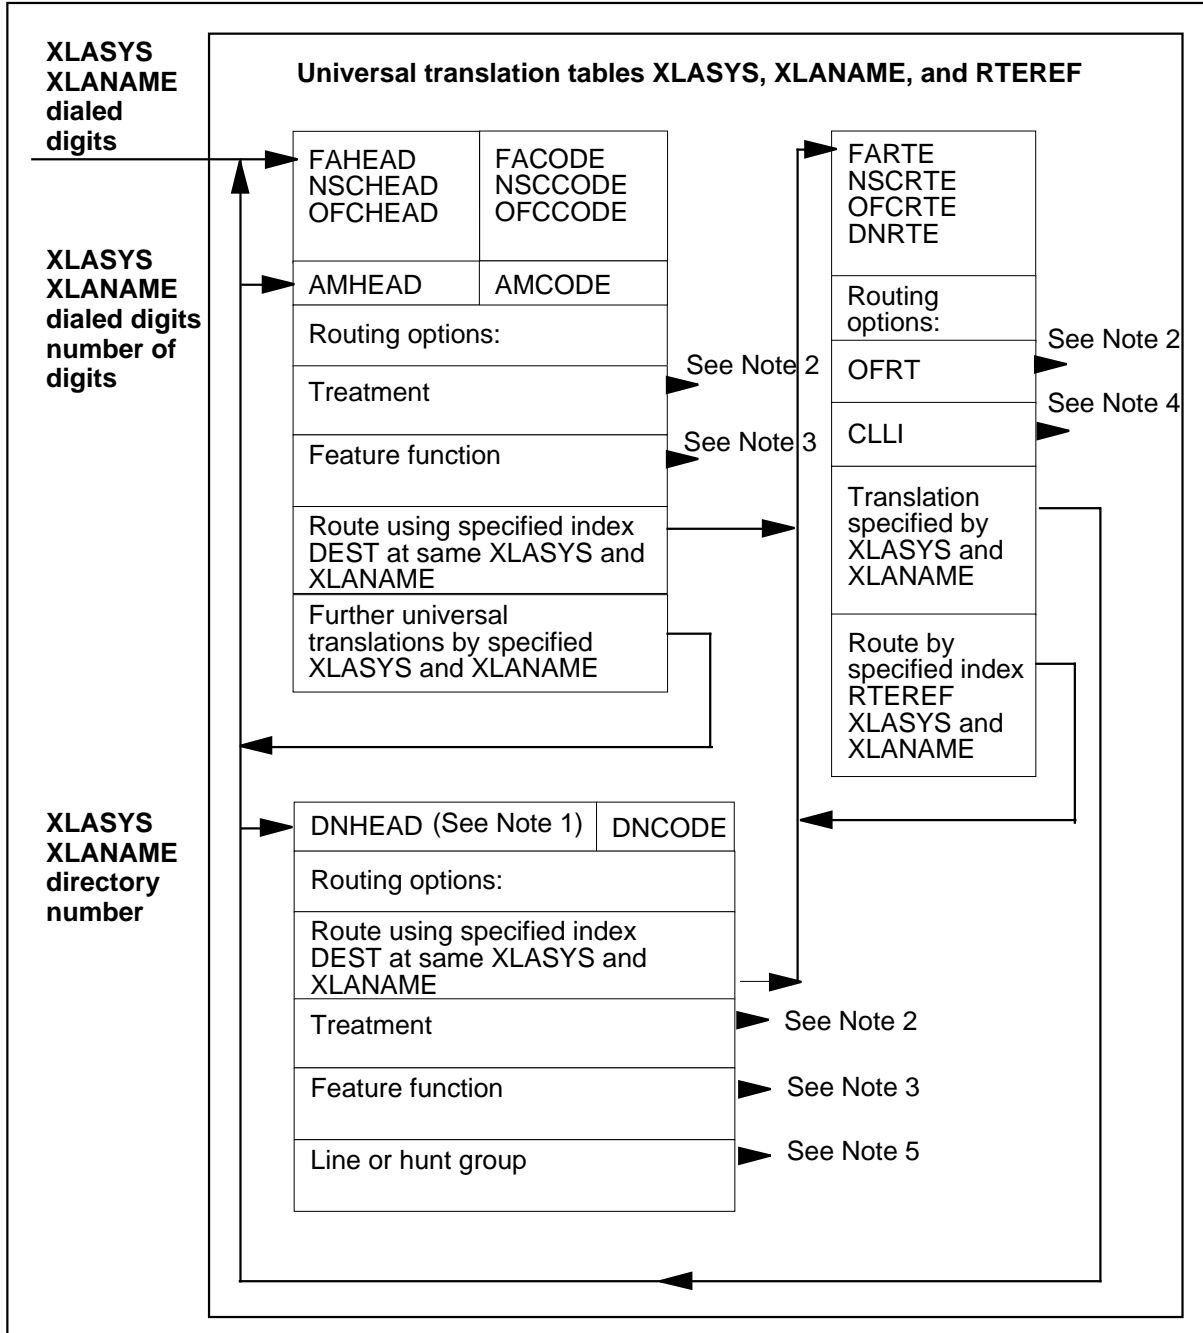 XLASYS
XLANAME
dialed
digits
Universal translation tables XLASYS, XLANAME, and RTEREF
FAHEAD
NSCHEAD
OFCHEAD
FACODE
NSCCODE
OFCCODE
FARTE
NSCRTE
OFCRTE
DNRTE
XLASYS
XLANAME
dialed digits
number of
digits
AMHEAD
AMCODE
Routing options:
Treatment
See Note 2
Feature function
See Note 3
Route using specified index
DEST at same XLASYS and
XLANAME
Further universal
translations by specified
XLASYS and XLANAME
Routing
options:
OFRT
See Note 2
CLLI
See Note 4
Translation
specified by
XLASYS and
XLANAME
Route by
specified index
RTEREF
XLASYS and
XLANAME
XLASYS
XLANAME
directory
number
DNHEAD (See Note 1)
DNCODE
Routing options:
Route using specified index
DEST at same XLASYS and
XLANAME
Treatment
See Note 2
Feature function
See Note 3
Line or hunt group
See Note 5